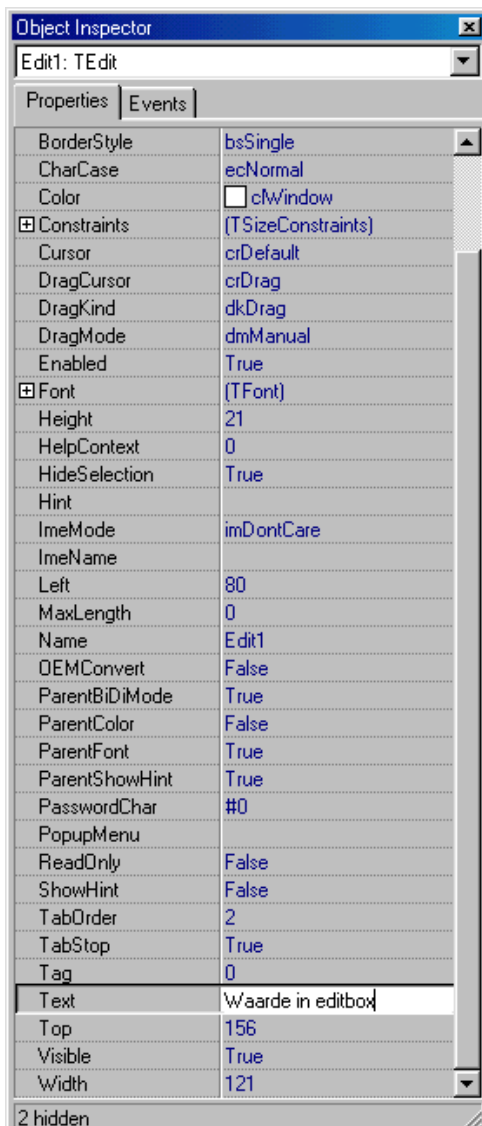 Object Inspector
Edit1: TEdit
Properties Events
BorderStyle bsSingle
CharCase ecNormal
Color clWindow
Constraints (TSizeConstraints)
Cursor crDefault
DragCursor crDrag
DragKind dkDrag
DragMode dmManual
Enabled True
Font (TFont)
Height 21
HelpContext 0
HideSelection True
Hint
ImeMode imDontCare
ImeName
Left 80
MaxLength 0
Name Edit1
OEMConvert False
ParentBiDiMode True
ParentColor False
ParentFont True
ParentShowHint True
PasswordChar #0
PopupMenu
ReadOnly False
ShowHint False
TabOrder 2
TabStop True
Tag 0
Text Waarde in editbox
Top 156
Visible True
Width 121
2 hidden